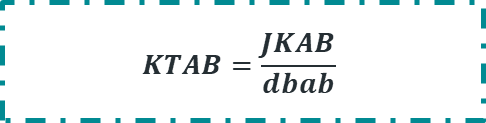 KTAB = JKAB / dbab